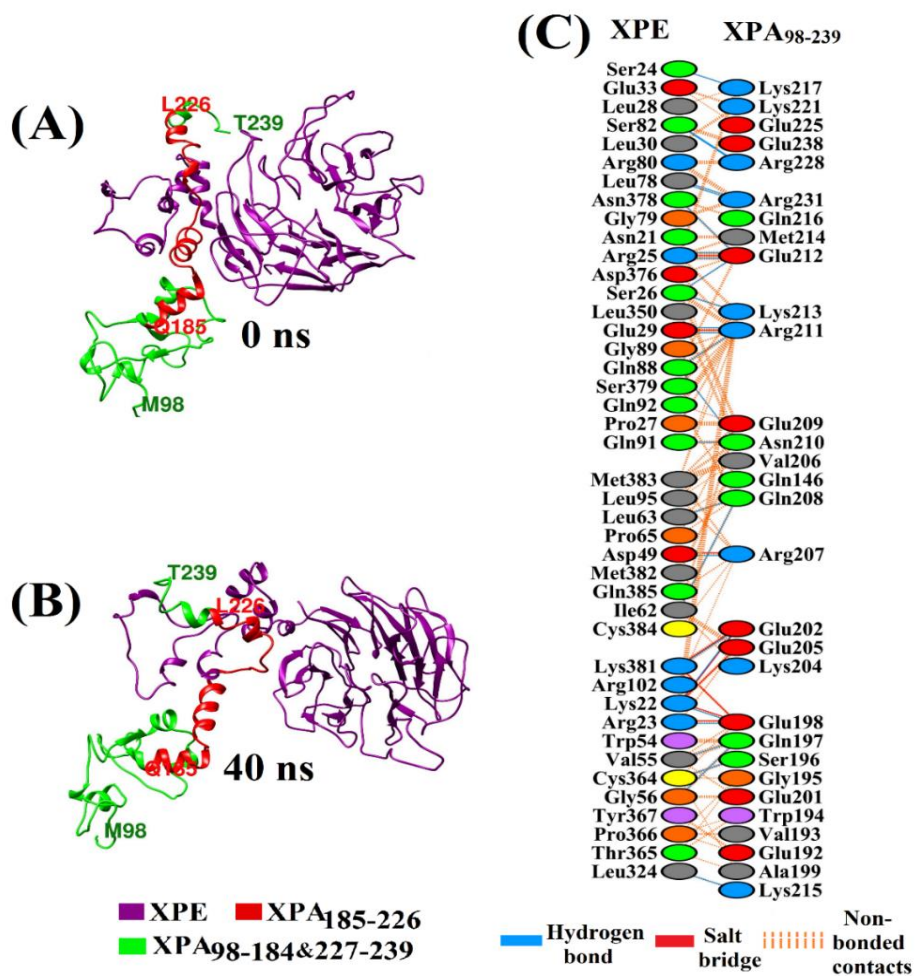 (A)
L226
T239
Q185
0 ns
M98
(B)
T239
L226
Q185
40 ns
M98
XPE XPA185-226
XPA98-184&227-239
(C)
XPE XPA98-239
Ser24
Glu33 Lys217
Leu28 Lys221
Ser82 Glu225
Leu30 Glu238
Arg80 Arg228
Leu78
Asn378 Arg231
Gly79 Gln216
Asn21 Met214
Arg25 Glu212
Asp376
Ser26
Leu350 Lys213
Glu29 Arg211
Gly89
Gln88
Ser379
Gln92
Pro27 Glu209
Gln91 Asn210
Val206
Met383 Gln146
Leu95 Gln208
Leu63
Pro65
Asp49 Arg207
Met382
Gln385
Ile62
Cys384 Glu202
Glu205
Lys381 Lys204
Arg102
Lys22
Arg23 Glu198
Trp54 Gln197
Val55 Ser196
Cys364 Gly195
Gly56 Glu201
Tyr367 Trp194
Pro366 Val193
Thr365 Glu192
Leu324 Ala199
Lys215
Hydrogen bond
Salt bridge
Non-bonded contacts